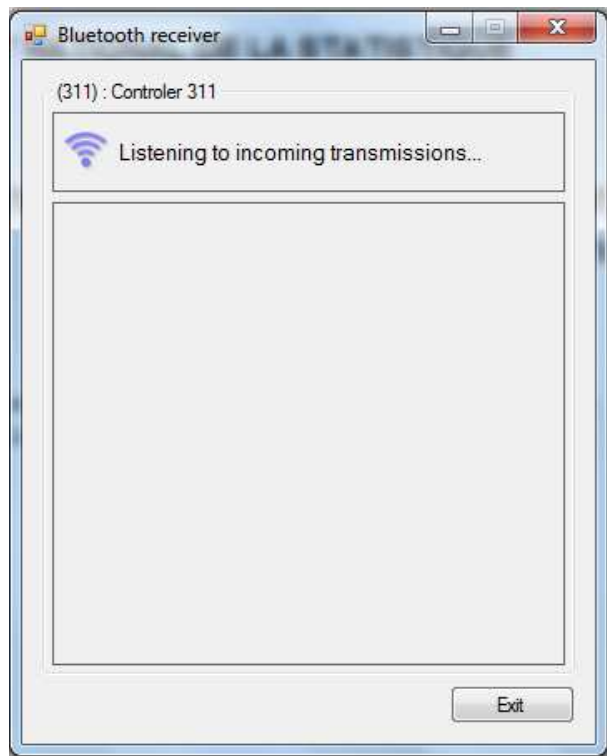 Bluetooth receiver
(311) : Controler 311
Listening to incoming transmissions...
Exit